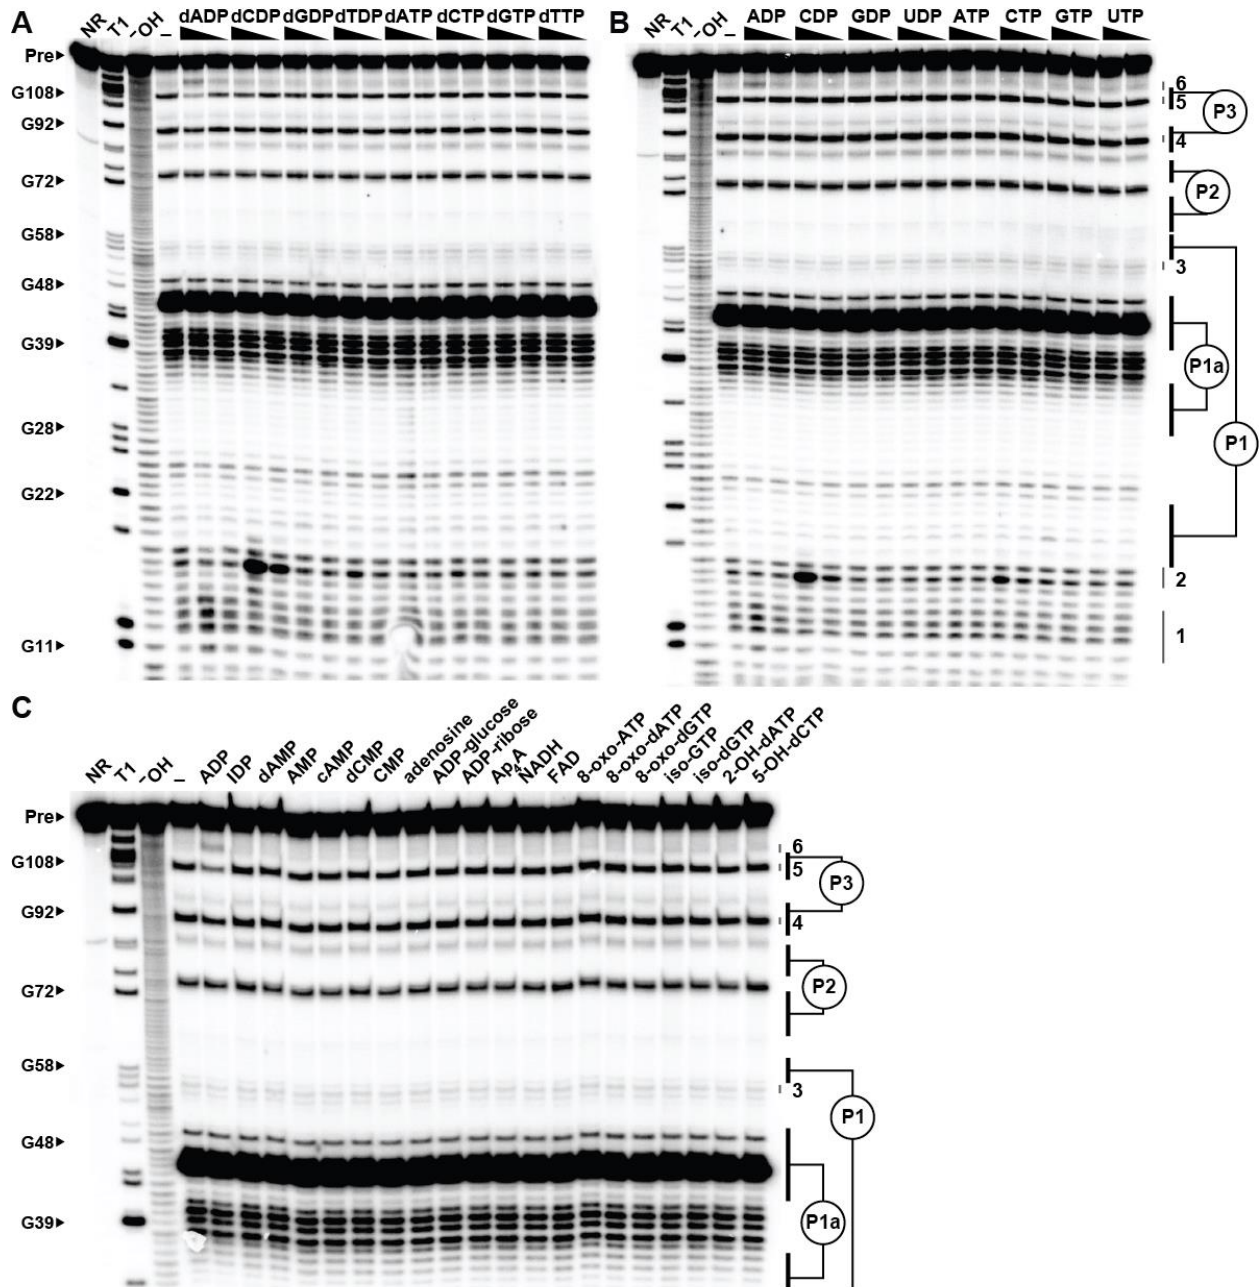 A
NR T1 -OH – dADP dCDP dGDP dTDP dATP dCTP dGTP dTTP
Pre
G108
G92
G72
G58
G48
G39
G28
G22
G11
B
NR T1 -OH – ADP CDP GDP UDP ATP CTP GTP UTP
6
5
P3
4
P2
3
P1a
P1
2
1
C
NR T1 -OH – ADP IDP dAMP AMP cAMP dCMP CMP adenosine ADP-glucose ADP-ribose Ap4A NADH FAD 8-oxo-ATP 8-oxo-dATP 8-oxo-dGTP iso-GTP iso-dGTP 2-OH-dATP 5-OH-dCTP
Pre
G108
G92
G72
G58
G48
G39
6
5
P3
4
P2
3
P1
P1a